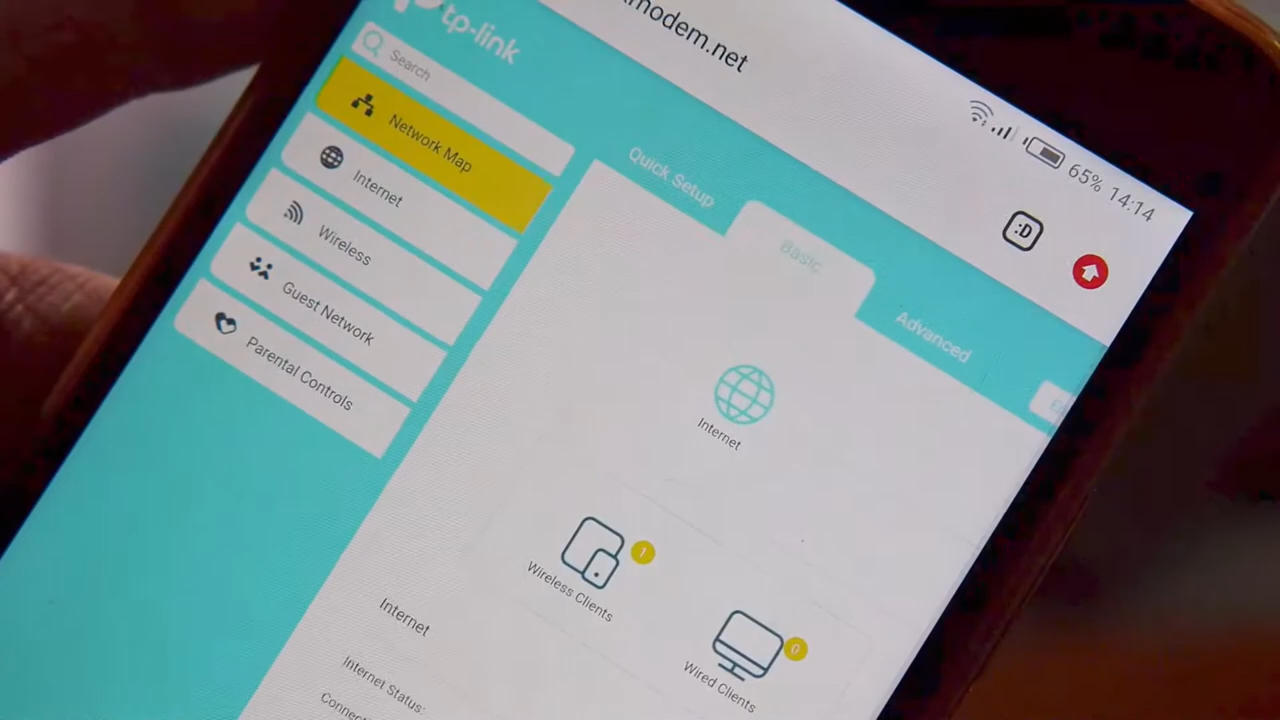 modem.net
65% 14:14
:D
tp-link
Search
Network Map
Internet
Wireless
Guest Network
Parental Controls
Quick Setup
Basic
Advanced
Internet
Wireless Clients
1
Wired Clients
0
Internet
Internet Status: